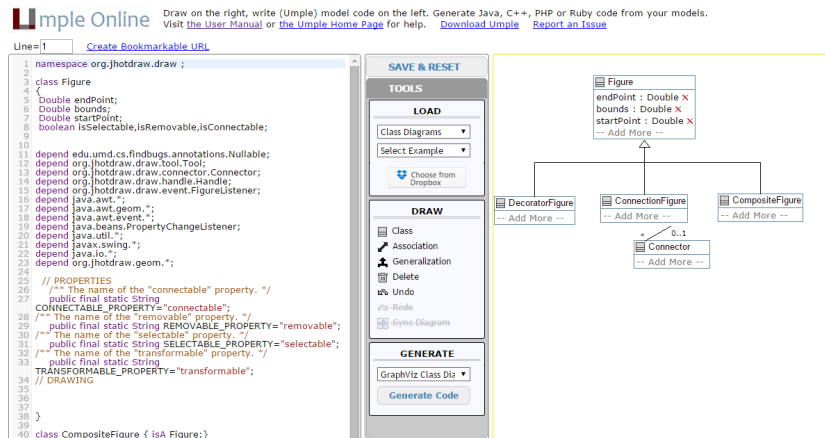 Umple Online
Draw on the right, write (Umple) model code on the left. Generate Java, C++, PHP or Ruby code from your models.
Visit the User Manual or the Umple Home Page for help. Download Umple Report an Issue
Line= 1 Create Bookmarkable URL
1 namespace org.jhotdraw.draw ;
2
3 class Figure
4 {
5 Double endPoint;
6 Double bounds;
7 Double startPoint;
8 boolean isSelectable,isRemovable,isConnectable;
9
10
11 depend edu.umd.cs.findbugs.annotations.Nullable;
12 depend org.jhotdraw.draw.tool.Tool;
13 depend org.jhotdraw.draw.connector.Connector;
14 depend org.jhotdraw.draw.handle.Handle;
15 depend org.jhotdraw.draw.event.FigureListener;
16 depend java.awt.*;
17 depend java.awt.geom.*;
18 depend java.awt.event.*;
19 depend java.beans.PropertyChangeListener;
20 depend java.util.*;
21 depend javax.swing.*;
22 depend java.io.*;
23 depend org.jhotdraw.geom.*;
24
25 // PROPERTIES
26 /** The name of the "connectable" property. */
27 public final static String
CONNECTABLE_PROPERTY="connectable";
28 /** The name of the "removable" property. */
29 public final static String REMOVABLE_PROPERTY="removable";
30 /** The name of the "selectable" property. */
31 public final static String SELECTABLE_PROPERTY="selectable";
32 /** The name of the "transformable" property. */
33 public final static String
TRANSFORMABLE_PROPERTY="transformable";
34 // DRAWING
35
36
37
38 }
39
40 class CompositeFigure { isA Figure;}
SAVE & RESET
TOOLS
LOAD
Class Diagrams
Select Example
Choose from
Dropbox
DRAW
Class
Association
Generalization
Delete
Undo
Redo
Sync Diagram
GENERATE
GraphViz Class Dia
Generate Code
Figure
endPoint : Double X
bounds : Double X
startPoint : Double X
-- Add More --
DecoratorFigure
-- Add More --
ConnectionFigure
-- Add More --
CompositeFigure
-- Add More --
* 0..1
Connector
-- Add More --